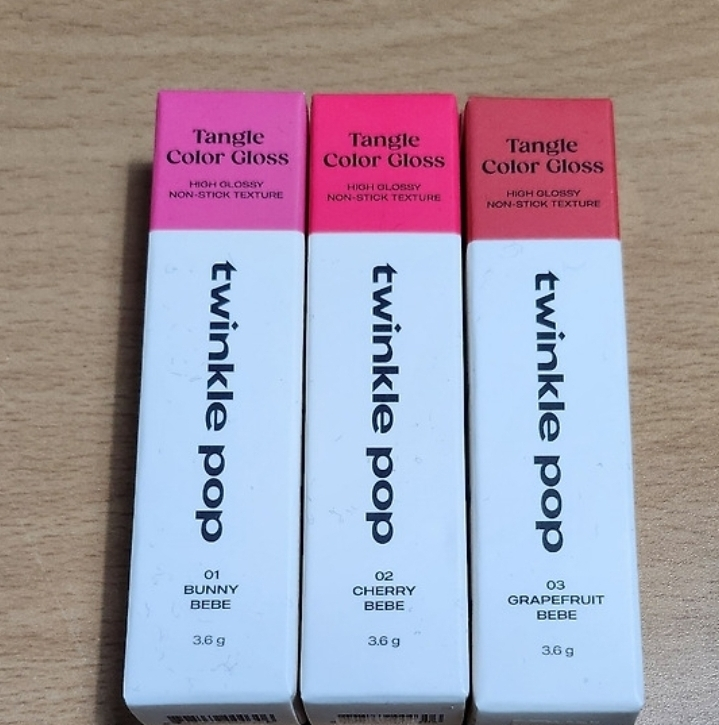 Tangle
Color Gloss
HIGH GLOSSY
NON-STICK TEXTURE
twinkle pop
01
BUNNY
BEBE
3.6 g
Tangle
Color Gloss
HIGH GLOSSY
NON-STICK TEXTURE
twinkle pop
02
CHERRY
BEBE
3.6 g
Tangle
Color Gloss
HIGH GLOSSY
NON-STICK TEXTURE
twinkle pop
03
GRAPEFRUIT
BEBE
3.6 g